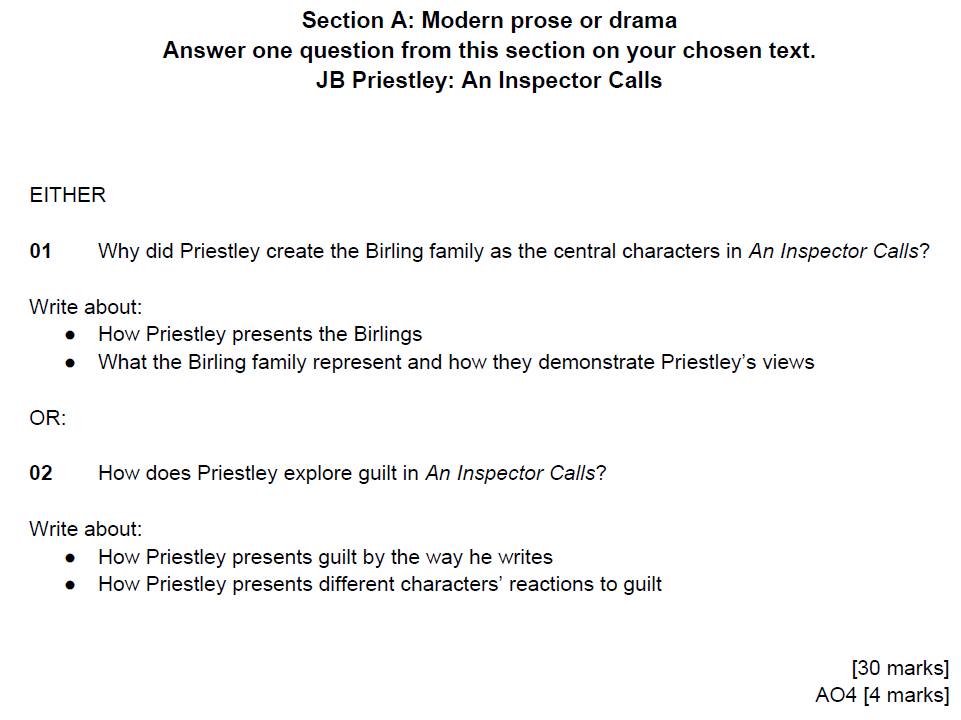 Section A: Modern prose or drama
Answer one question from this section on your chosen text.
JB Priestley: An Inspector Calls
EITHER
01 Why did Priestley create the Birling family as the central characters in An Inspector Calls?
Write about:
● How Priestley presents the Birlings
● What the Birling family represent and how they demonstrate Priestley’s views
OR:
02 How does Priestley explore guilt in An Inspector Calls?
Write about:
● How Priestley presents guilt by the way he writes
● How Priestley presents different characters’ reactions to guilt
[30 marks]
AO4 [4 marks]